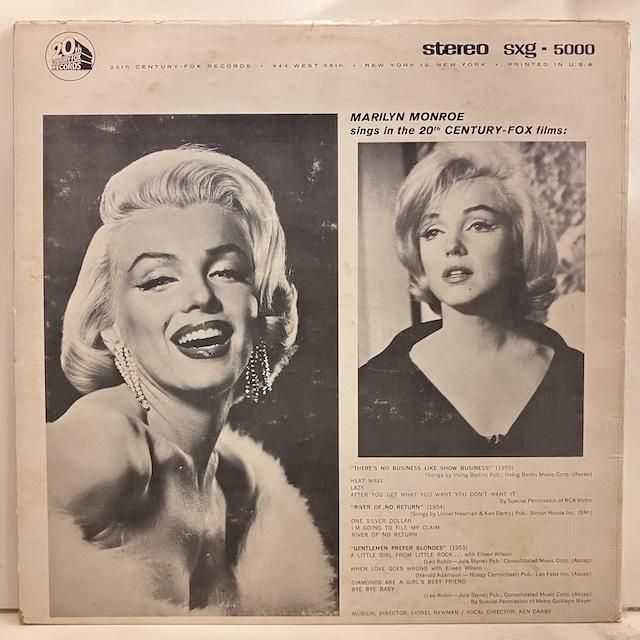 20th
CENTURY-FOX
RECORDS
stereo sxg - 5000
20th CENTURY-FOX RECORDS • 444 WEST 56th • NEW YORK 19, NEW YORK • PRINTED IN U.S.A.
MARILYN MONROE
sings in the 20th CENTURY-FOX films:
"THERE'S NO BUSINESS LIKE SHOW BUSINESS" (1955)
(Songs by Irving Berlin) Pub.: Irving Berlin Music Corp. (Ascap)
HEAT WAVE
LAZY
AFTER YOU GET WHAT YOU WANT YOU DON'T WANT IT
. . . By Special Permission of RCA Victor
"RIVER OF NO RETURN" (1954)
(Songs by Lionel Newman & Ken Darby) Pub.: Simon House Inc. (BMI)
ONE SILVER DOLLAR
I'M GOING TO FILE MY CLAIM
RIVER OF NO RETURN
"GENTLEMEN PREFER BLONDES" (1953)
A LITTLE GIRL FROM LITTLE ROCK . . . with Eileen Wilson
(Leo Robin—Jule Styne) Pub.: Consolidated Music Corp. (Ascap)
WHEN LOVE GOES WRONG with Eileen Wilson
(Harold Adamson — Hoagy Carmichael) Pub.: Leo Feist Inc. (Ascap)
DIAMONDS ARE A GIRL'S BEST FRIEND
BYE BYE BABY
(Leo Robin—Jule Styne) Pub.: Consolidated Music Corp. (Ascap)
. . . By Special Permission of Metro Goldwyn Mayer
MUSICAL DIRECTOR: LIONEL NEWMAN / VOCAL DIRECTOR: KEN DARBY